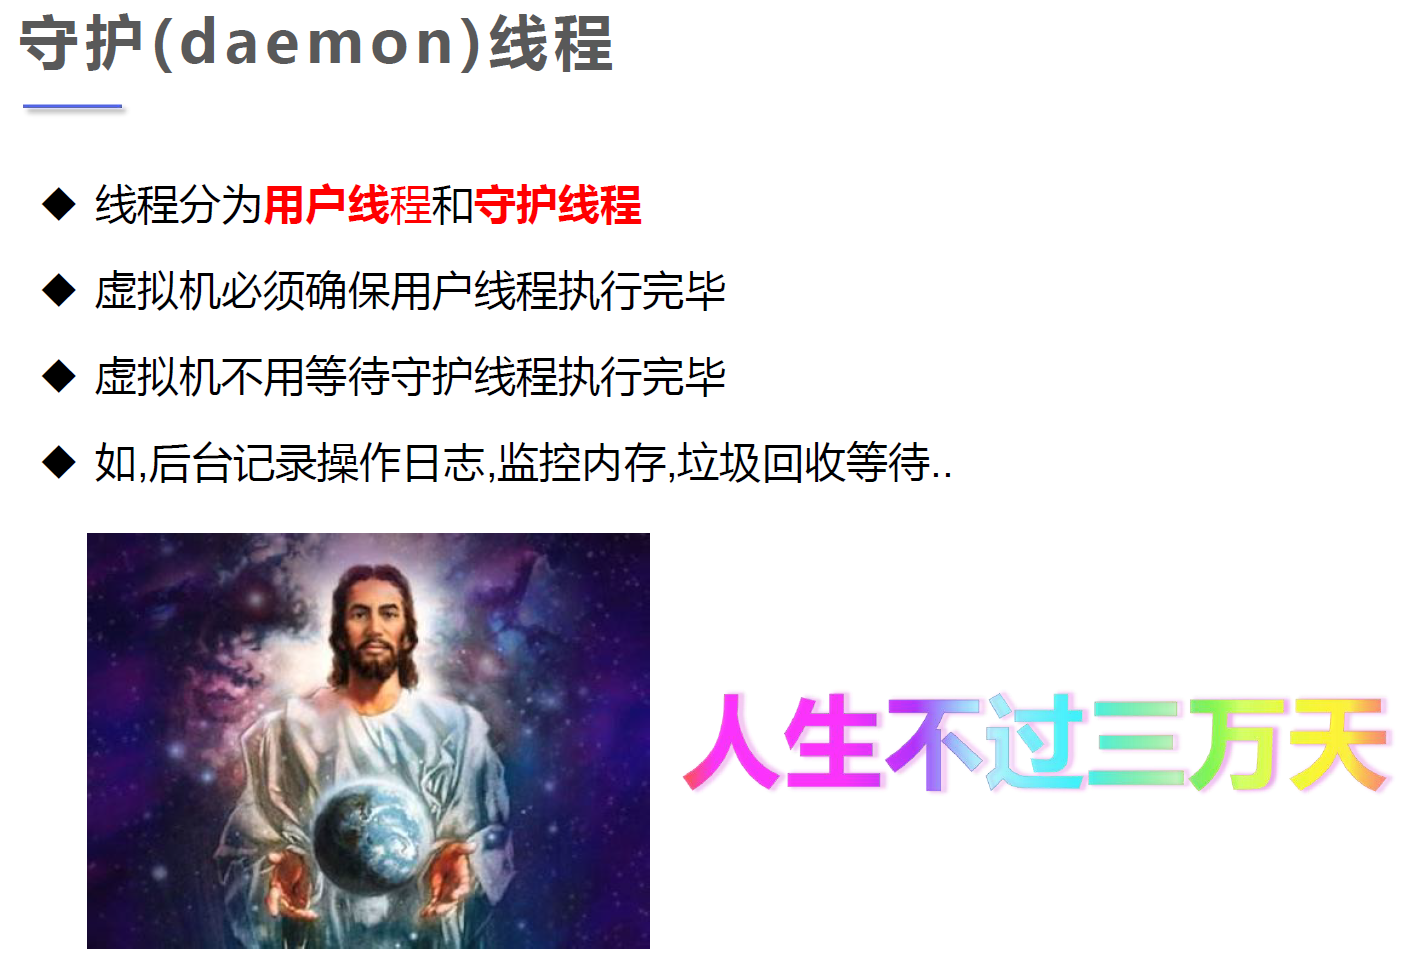 守护(daemon)线程
◆ 线程分为用户线程和守护线程
◆ 虚拟机必须确保用户线程执行完毕
◆ 虚拟机不用等待守护线程执行完毕
◆ 如,后台记录操作日志,监控内存,垃圾回收等待..
人生不过三万天